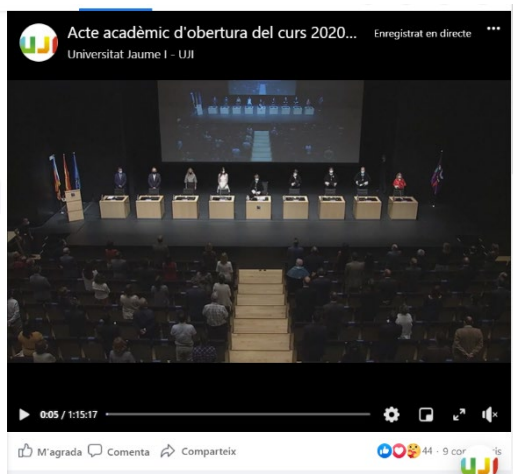 UJI
Acte acadèmic d'obertura del curs 2020...
Enregistrat en directe
Universitat Jaume I - UJI
0:05 / 1:15:17
M'agrada
Comenta
Comparteix
44 · 9
UJI